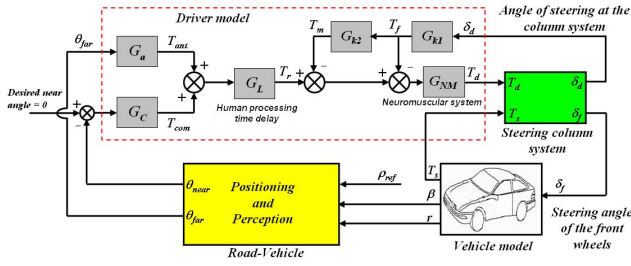 Driver model
Angle of steering at the
column system
θfar
Ga
Tant
Tm
Gk2
Tf
Gk1
δd
Desired near
angle = 0
+
−
GC
Tcom
+
+
GL
Tr
Human processing
time delay
+
−
+
−
GNM
Td
Neuromuscular system
Td
δd
Ts
δf
Steering column
system
θnear
θfar
Positioning
and
Perception
Road-Vehicle
ρref
β
r
Ts
Vehicle model
δf
Steering angle
of the front
wheels